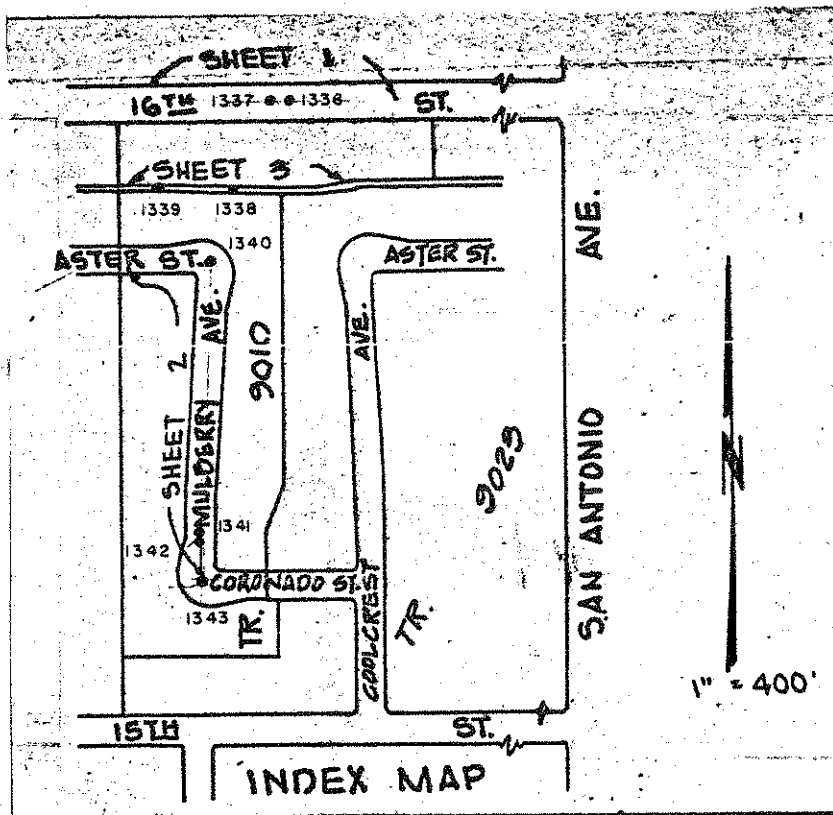 SHEET 1
16TH 1337 1336 ST.
SHEET 3
1339 1338
1340
ASTER ST.
ASTER ST.
AVE.
SHEET 2
MULBERRY AVE.
TR. 9010
AVE.
COOLCREST
TR. 9029
SAN ANTONIO AVE.
1341
1342
CORONADO ST.
1343
N
1" = 400'
15TH ST.
INDEX MAP